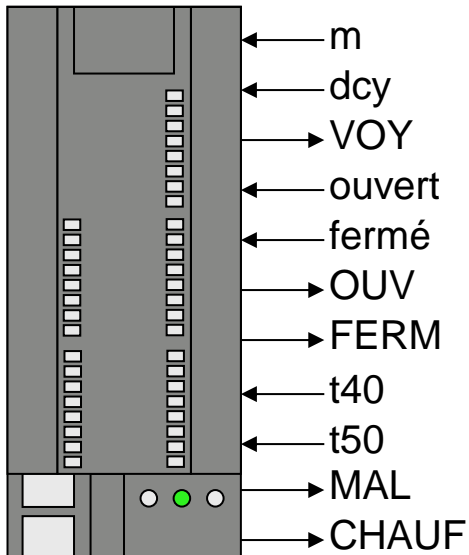 m
dcy
VOY
ouvert
fermé
OUV
FERM
t40
t50
MAL
CHAUF